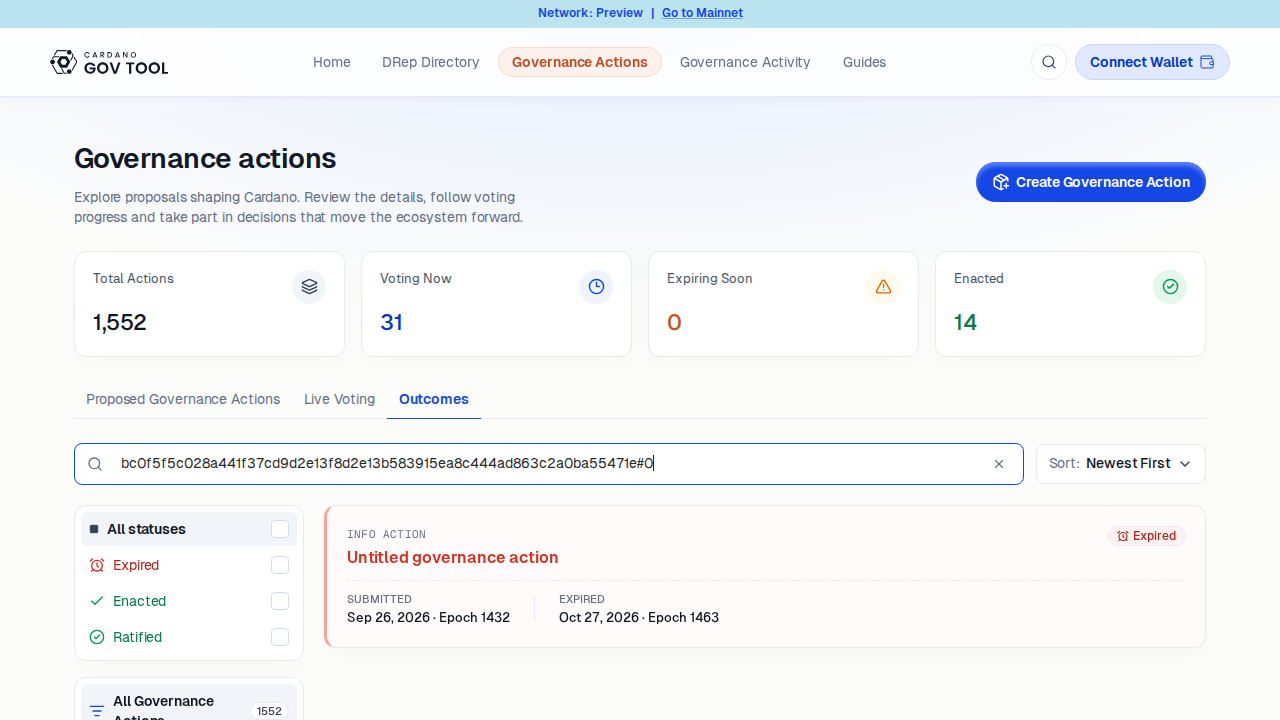 Network: Preview | Go to Mainnet
CARDANO
GOV TOOL
Home
DRep Directory
Governance Actions
Governance Activity
Guides
Connect Wallet
Governance actions
Explore proposals shaping Cardano. Review the details, follow voting
progress and take part in decisions that move the ecosystem forward.
Create Governance Action
Total Actions
1,552
Voting Now
31
Expiring Soon
0
Enacted
14
Proposed Governance Actions
Live Voting
Outcomes
bc0f5f5c028a441f37cd9d2e13f8d2e13b583915ea8c444ad863c2a0ba55471e#0
Sort: Newest First
All statuses
Expired
Enacted
Ratified
All Governance
Actions
1552
INFO ACTION
Expired
Untitled governance action
SUBMITTED
Sep 26, 2026 · Epoch 1432
EXPIRED
Oct 27, 2026 · Epoch 1463